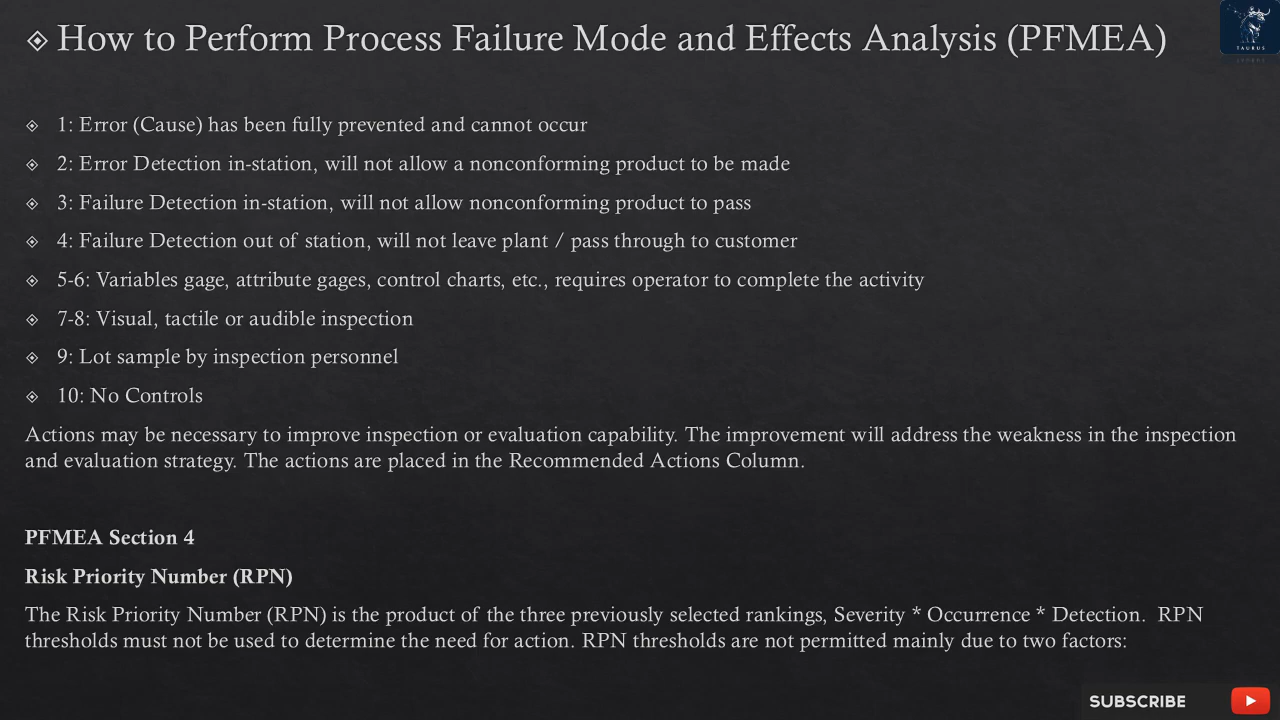 How to Perform Process Failure Mode and Effects Analysis (PFMEA)
TAURUS
1: Error (Cause) has been fully prevented and cannot occur
2: Error Detection in-station, will not allow a nonconforming product to be made
3: Failure Detection in-station, will not allow nonconforming product to pass
4: Failure Detection out of station, will not leave plant / pass through to customer
5-6: Variables gage, attribute gages, control charts, etc., requires operator to complete the activity
7-8: Visual, tactile or audible inspection
9: Lot sample by inspection personnel
10: No Controls
Actions may be necessary to improve inspection or evaluation capability. The improvement will address the weakness in the inspection
and evaluation strategy. The actions are placed in the Recommended Actions Column.
PFMEA Section 4
Risk Priority Number (RPN)
The Risk Priority Number (RPN) is the product of the three previously selected rankings, Severity * Occurrence * Detection.  RPN
thresholds must not be used to determine the need for action. RPN thresholds are not permitted mainly due to two factors:
SUBSCRIBE